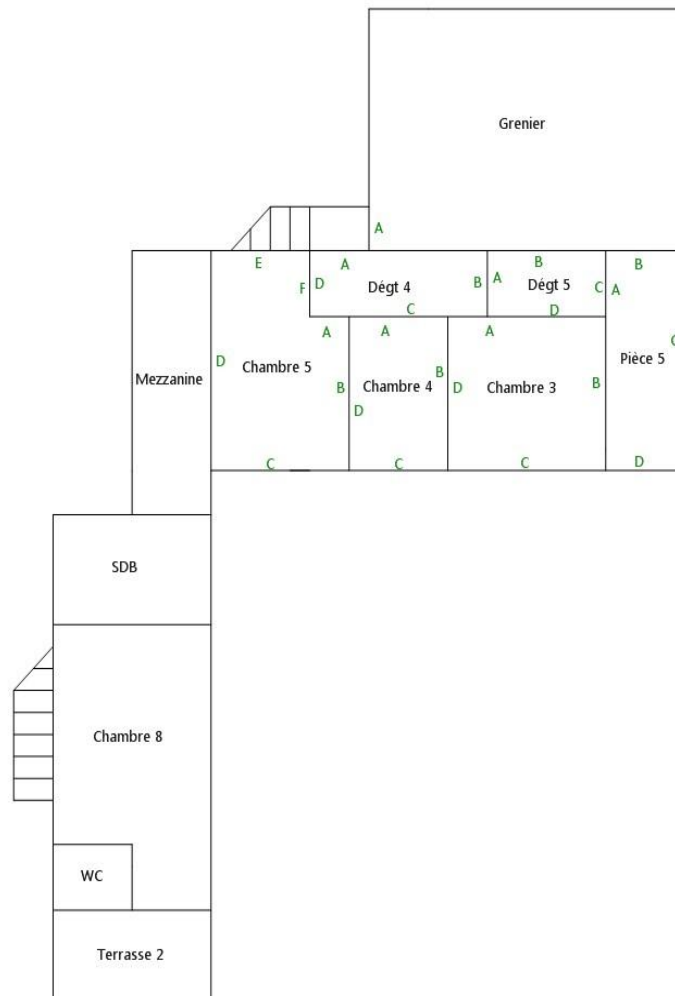 Grenier
A
E A B B
F D Dégt 4 B A Dégt 5 C A
C D
A A A
D Chambre 5 Mezzanine B D Chambre 4 B D Chambre 3 B Pièce 5
C C C D
SDB
Chambre 8
WC
Terrasse 2